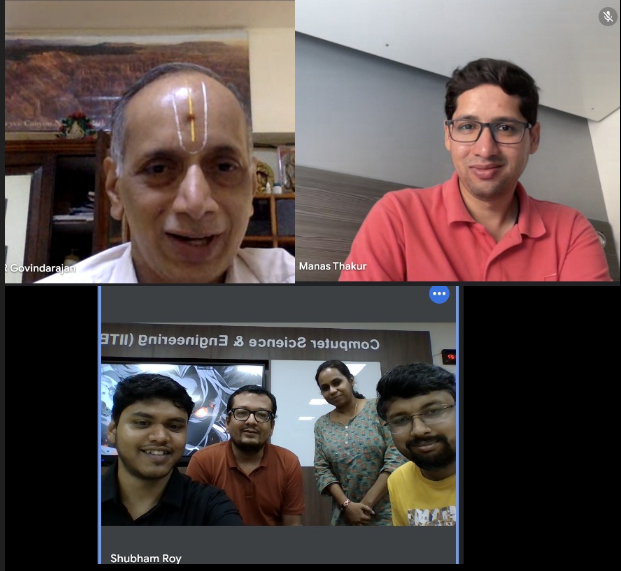 Govindarajan
Manas Thakur
Computer Science & Engineering (IITB
Shubham Roy